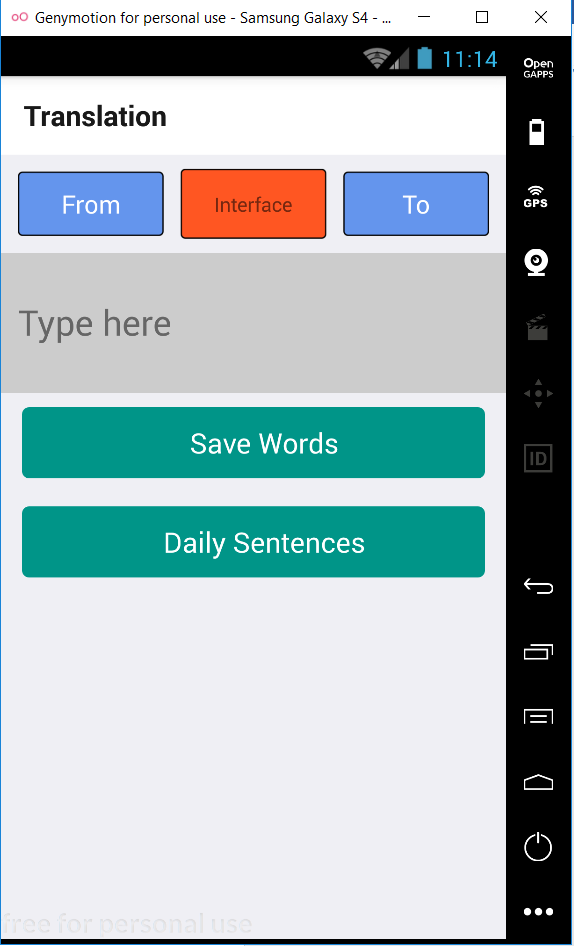 Genymotion for personal use - Samsung Galaxy S4 - ...
11:14
Open
GAPPS
Translation
From
Interface
To
GPS
Type here
Save Words
ID
Daily Sentences
free for personal use